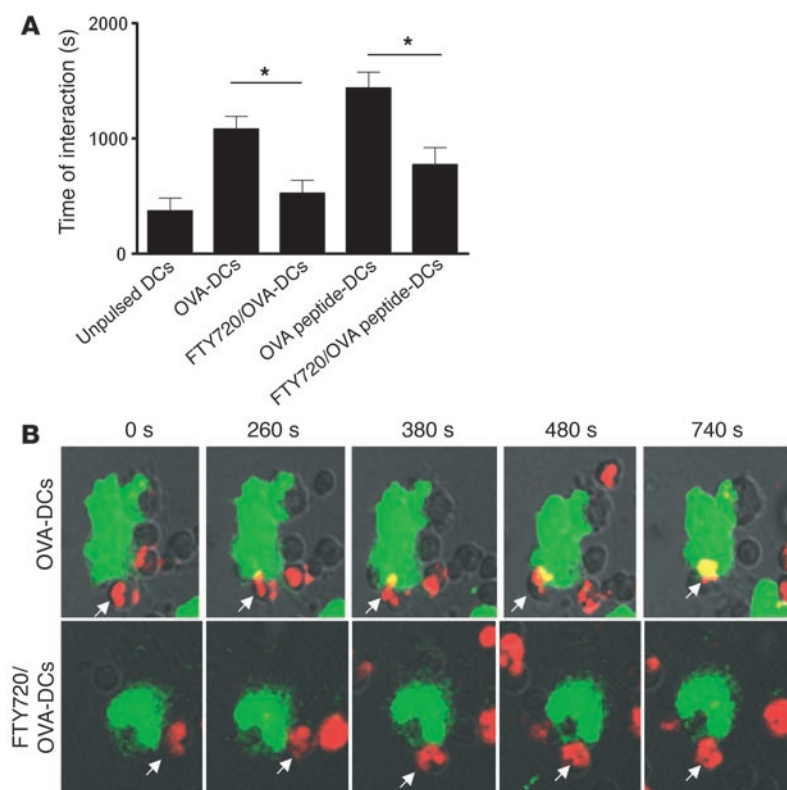 A
Time of interaction (s)
2000
1000
0
*
*
Unpulsed DCs
OVA-DCs
FTY720/OVA-DCs
OVA peptide-DCs
FTY720/OVA peptide-DCs
B
0 s
260 s
380 s
480 s
740 s
OVA-DCs
FTY720/
OVA-DCs